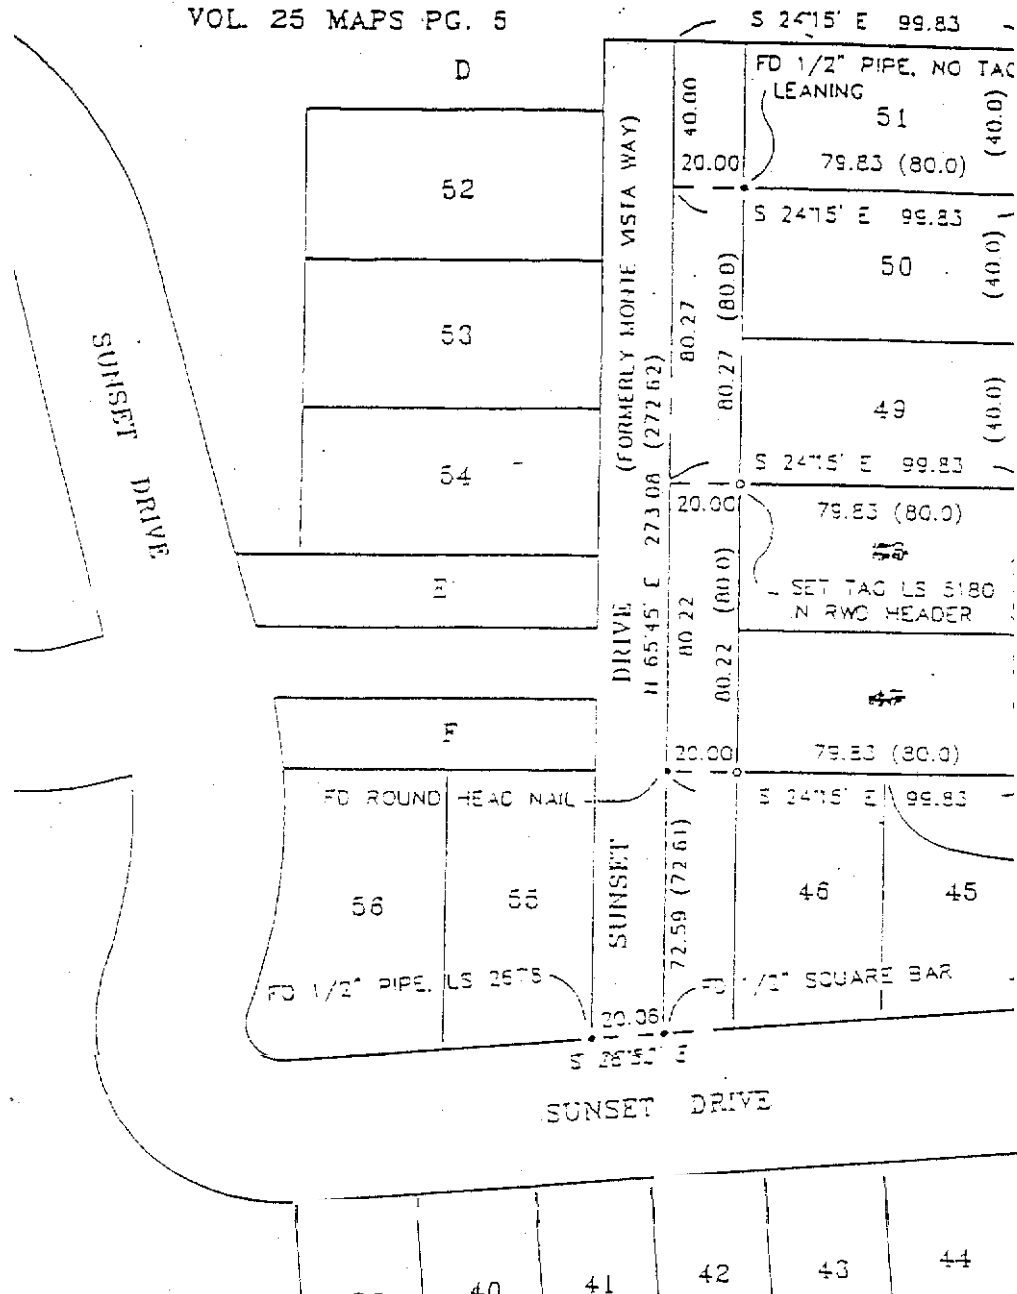 VOL. 25 MAPS PG. 5
S 24°15' E 99.83
D
FD 1/2" PIPE, NO TAG
LEANING
51
(40.0)
40.00
20.00
79.83 (80.0)
52
S 24°15' E 99.83
50
(40.0)
(FORMERLY MONTE VISTA WAY)
(80.0)
80.27
80.27
53
SUNSET DRIVE
49
(40.0)
54
S 24°15' E 99.83
20.00
79.83 (80.0)
N 65°45' E 273.08 (272.62)
E
SET TAG LS 5180
IN RWD HEADER
(80.0)
80.22
80.22
DRIVE
F
20.00
79.83 (80.0)
FD ROUND HEAD NAIL
S 24°15' E 99.83
72.59 (72.61)
SUNSET
56
55
46
45
FD 1/2" PIPE, LS 2675
FD 1/2" SQUARE BAR
20.06
S 26°52' E
SUNSET DRIVE
40
41
42
43
44